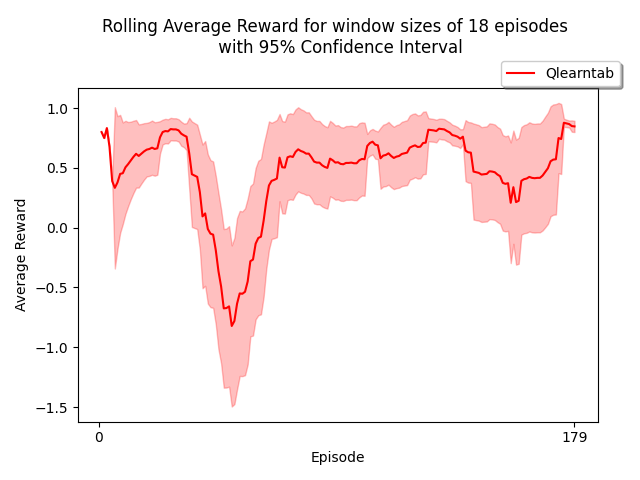 Rolling Average Reward for window sizes of 18 episodes
with 95% Confidence Interval
Qlearntab
1.0
0.5
0.0
−0.5
−1.0
−1.5
Average Reward
0
179
Episode